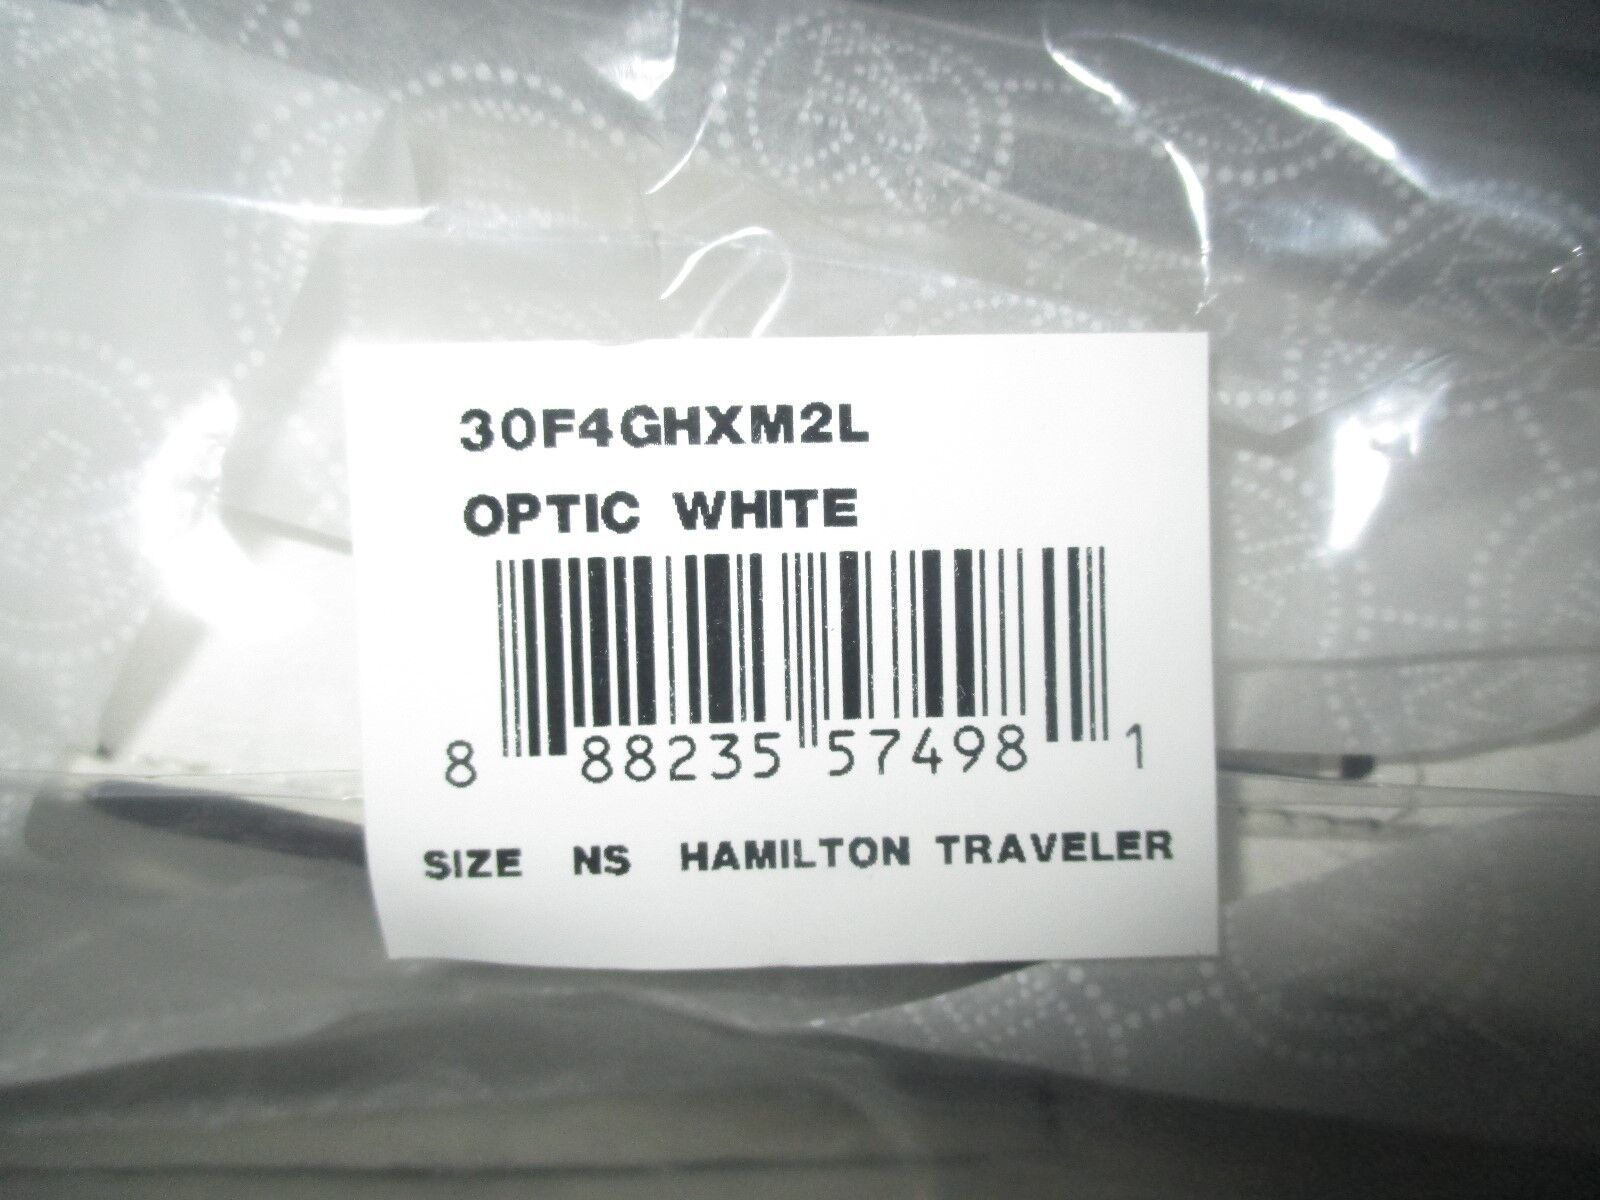 30F4GHXM2L
OPTIC WHITE
8 88235 57498 1
SIZE NS HAMILTON TRAVELER